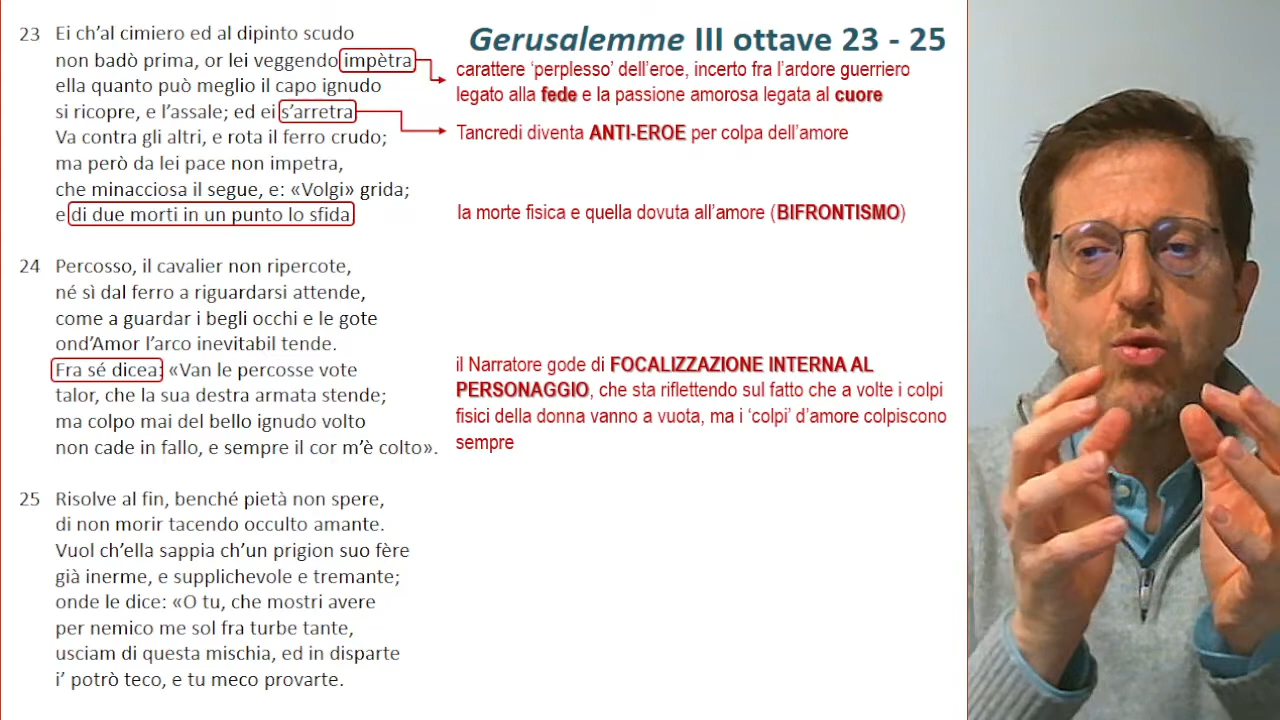 Gerusalemme III ottave 23 - 25
23 Ei ch'al cimiero ed al dipinto scudo
non badò prima, or lei veggendo impètra
ella quanto può meglio il capo ignudo
si ricopre, e l'assale; ed ei s'arretra
Va contra gli altri, e rota il ferro crudo;
ma però da lei pace non impetra,
che minacciosa il segue, e: «Volgi» grida;
e di due morti in un punto lo sfida
carattere 'perplesso' dell'eroe, incerto fra l'ardore guerriero
legato alla fede e la passione amorosa legata al cuore
Tancredi diventa ANTI-EROE per colpa dell'amore
la morte fisica e quella dovuta all'amore (BIFRONTISMO)
24 Percosso, il cavalier non ripercote,
né sì dal ferro a riguardarsi attende,
come a guardar i begli occhi e le gote
ond'Amor l'arco inevitabil tende.
Fra sé dicea: «Van le percosse vote
talor, che la sua destra armata stende;
ma colpo mai del bello ignudo volto
non cade in fallo, e sempre il cor m'è colto».
il Narratore gode di FOCALIZZAZIONE INTERNA AL
PERSONAGGIO, che sta riflettendo sul fatto che a volte i colpi
fisici della donna vanno a vuota, ma i 'colpi' d'amore colpiscono
sempre
25 Risolve al fin, benché pietà non spere,
di non morir tacendo occulto amante.
Vuol ch'ella sappia ch'un prigion suo fère
già inerme, e supplichevole e tremante;
onde le dice: «O tu, che mostri avere
per nemico me sol fra turbe tante,
usciam di questa mischia, ed in disparte
i' potrò teco, e tu meco provarte.